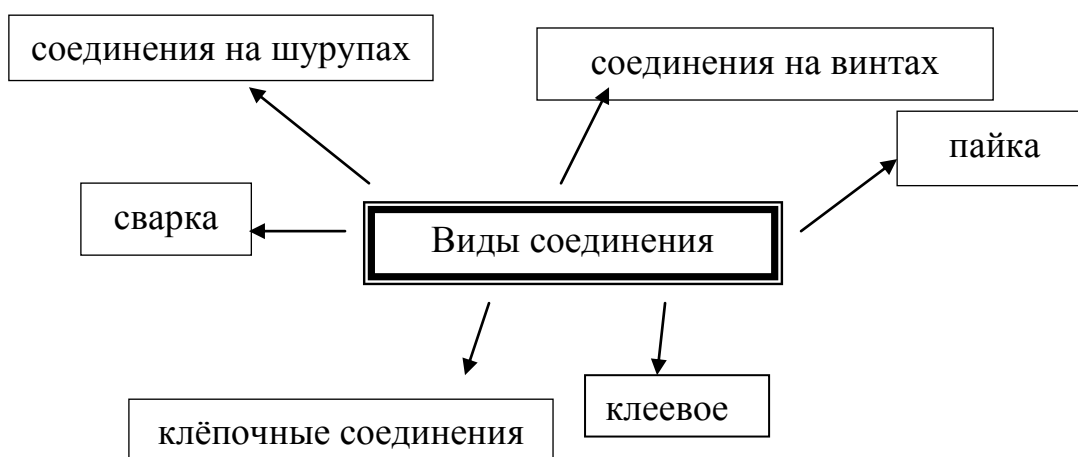 соединения на шурупах
соединения на винтах
пайка
сварка
Виды соединения
клеевое
клёпочные соединения